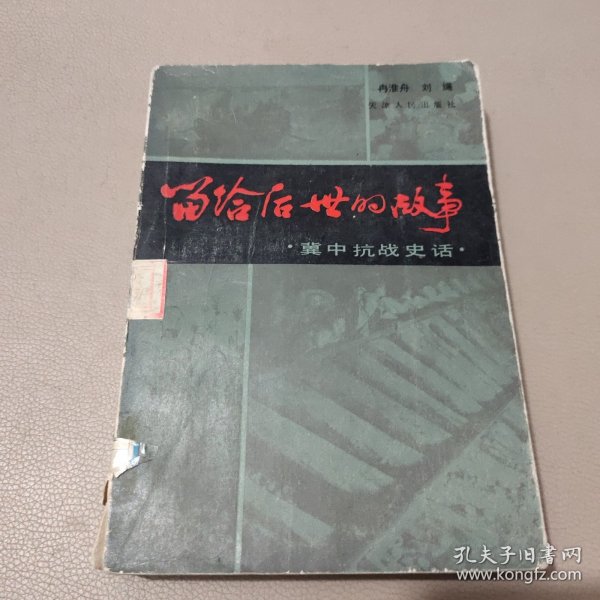 冉淮舟 刘绳
天津人民出版社
留给后世的故事
·冀中抗战史话·
孔夫子旧书网
www.kongfz.com